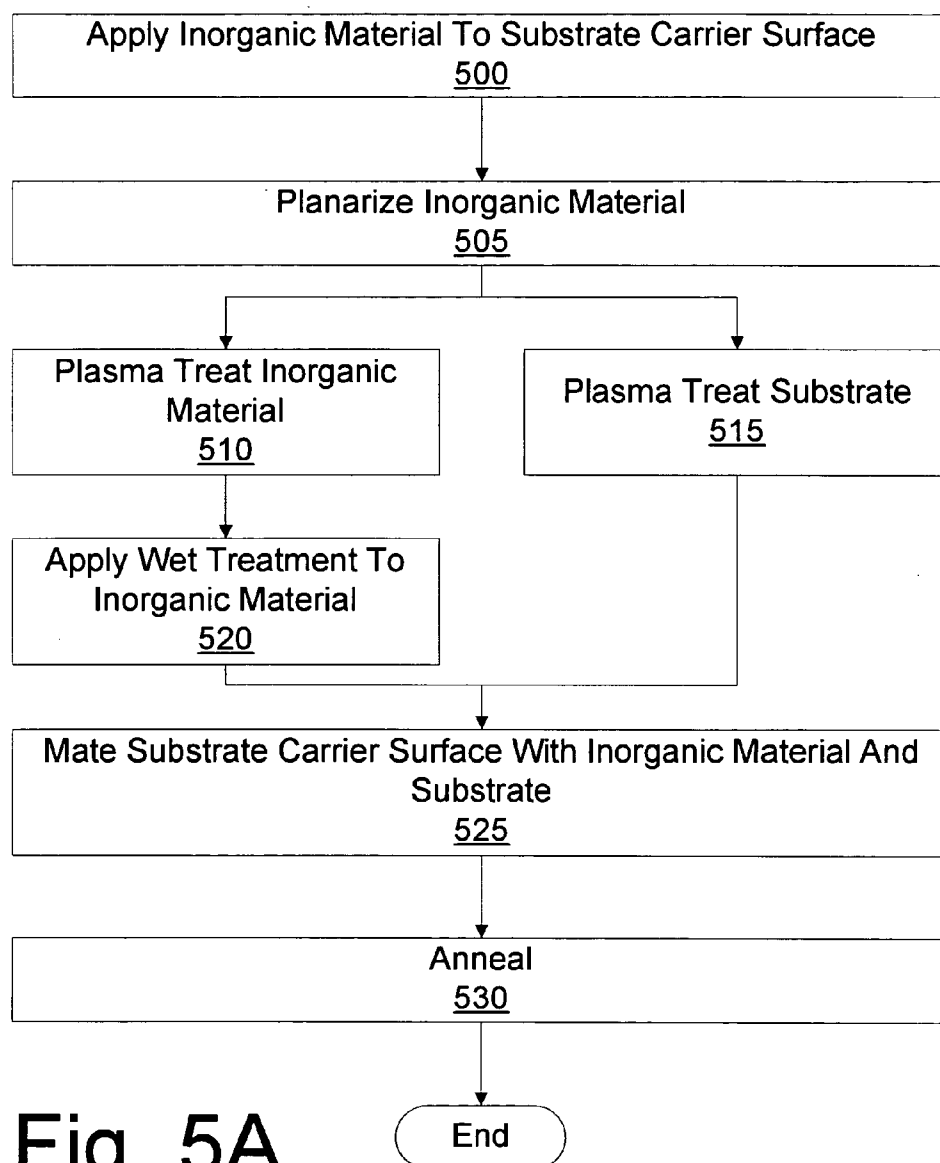 Apply Inorganic Material To Substrate Carrier Surface
500
Planarize Inorganic Material
505
Plasma Treat Inorganic
Material
510
Plasma Treat Substrate
515
Apply Wet Treatment To
Inorganic Material
520
Mate Substrate Carrier Surface With Inorganic Material And
Substrate
525
Anneal
530
End
Fig. 5A